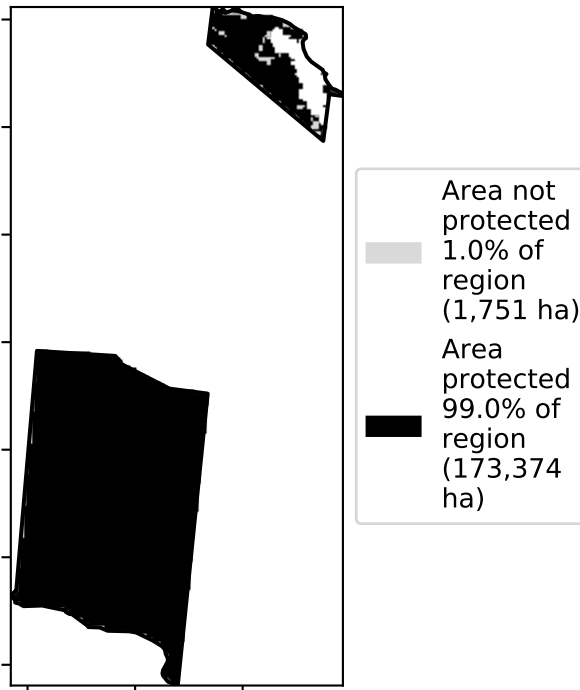 Area not
protected
1.0% of
region
(1,751 ha)
Area
protected
99.0% of
region
(173,374
ha)